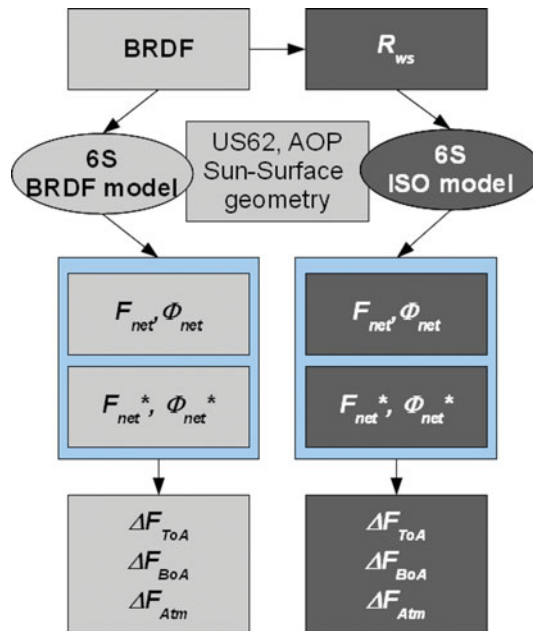 BRDF
R_ws
6S
BRDF model
US62, AOP
Sun-Surface
geometry
6S
ISO model
F_net, Φ_net
F_net*, Φ_net*
F_net, Φ_net
F_net*, Φ_net*
ΔF_ToA
ΔF_BoA
ΔF_Atm
ΔF_ToA
ΔF_BoA
ΔF_Atm